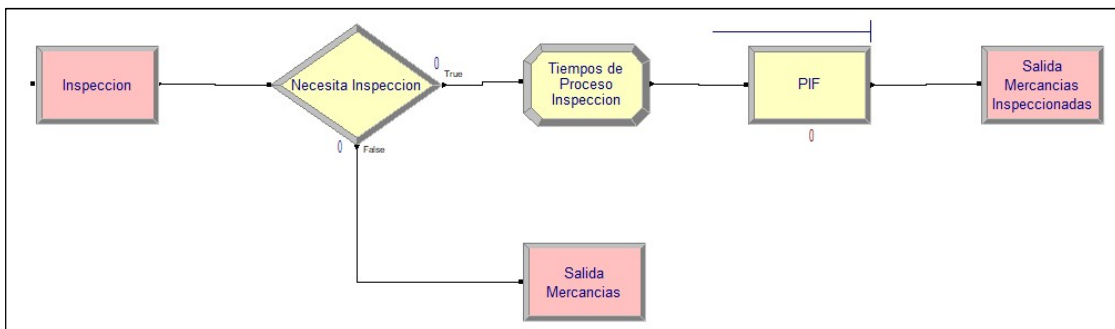 Inspeccion
Necesita Inspeccion
0
True
0
False
Tiempos de
Proceso
Inspeccion
PIF
0
Salida
Mercancias
Inspeccionadas
Salida
Mercancias